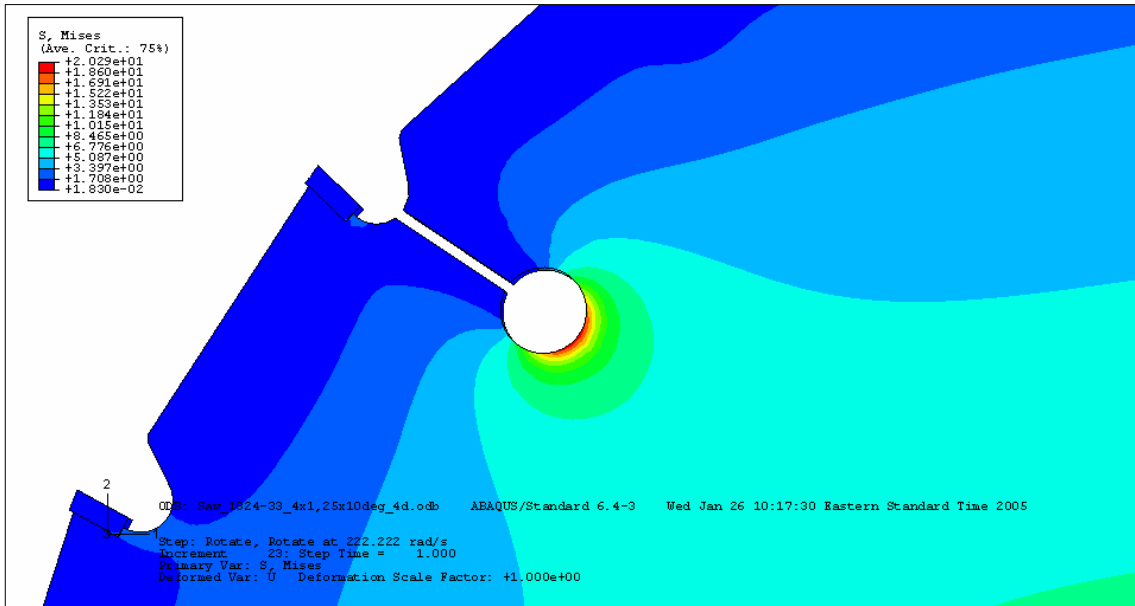 S, Mises
(Ave. Crit.: 75%)
+2.029e+01
+1.860e+01
+1.691e+01
+1.522e+01
+1.353e+01
+1.184e+01
+1.015e+01
+8.465e+00
+6.776e+00
+5.087e+00
+3.397e+00
+1.708e+00
+1.830e-02
2
3 1
ODB: Saw_1824-33_4x1,25x10deg_4d.odb ABAQUS/Standard 6.4-3 Wed Jan 26 10:17:30 Eastern Standard Time 2005
Step: Rotate, Rotate at 222.222 rad/s
Increment 23: Step Time = 1.000
Primary Var: S, Mises
Deformed Var: U Deformation Scale Factor: +1.000e+00